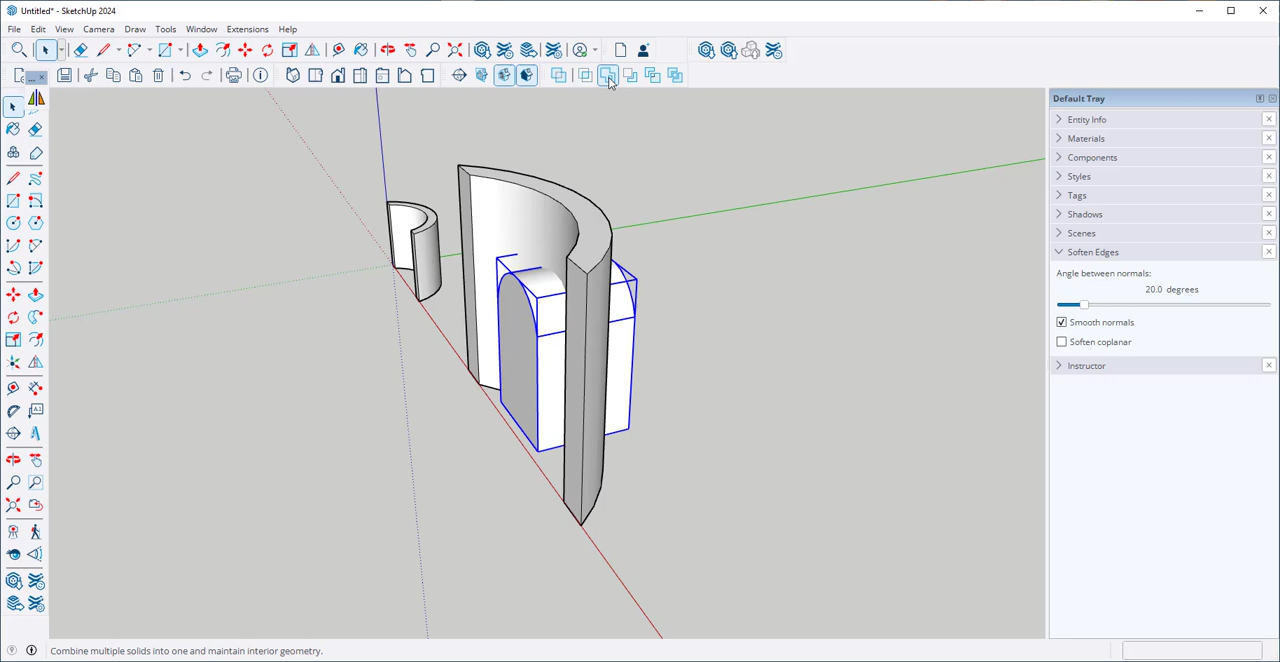 Untitled* - SketchUp 2024
File Edit View Camera Draw Tools Window Extensions Help
...
Default Tray
Entity Info
Materials
Components
Styles
Tags
Shadows
Scenes
Soften Edges
Angle between normals:
20.0 degrees
Smooth normals
Soften coplanar
Instructor
Combine multiple solids into one and maintain interior geometry.